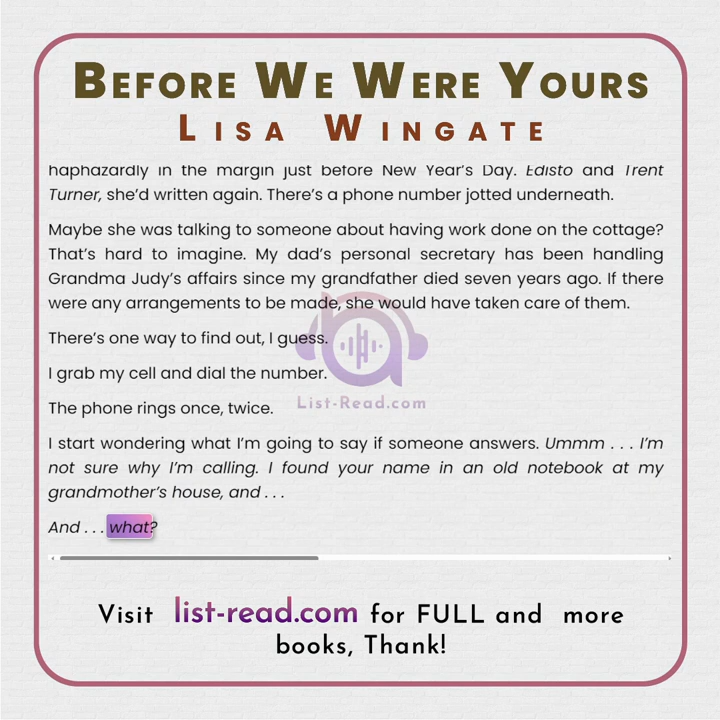 BEFORE WE WERE YOURS
LISA WINGATE
haphazardly in the margin just before New Year's Day. Edisto and Trent
Turner, she'd written again. There's a phone number jotted underneath.
Maybe she was talking to someone about having work done on the cottage?
That's hard to imagine. My dad's personal secretary has been handling
Grandma Judy's affairs since my grandfather died seven years ago. If there
were any arrangements to be made, she would have taken care of them.
There's one way to find out, I guess.
I grab my cell and dial the number.
The phone rings once, twice.
List-Read.com
I start wondering what I'm going to say if someone answers. Ummm . . . I'm
not sure why I'm calling. I found your name in an old notebook at my
grandmother's house, and . . .
And . . . what?
Visit list-read.com for FULL and more
books, Thank!